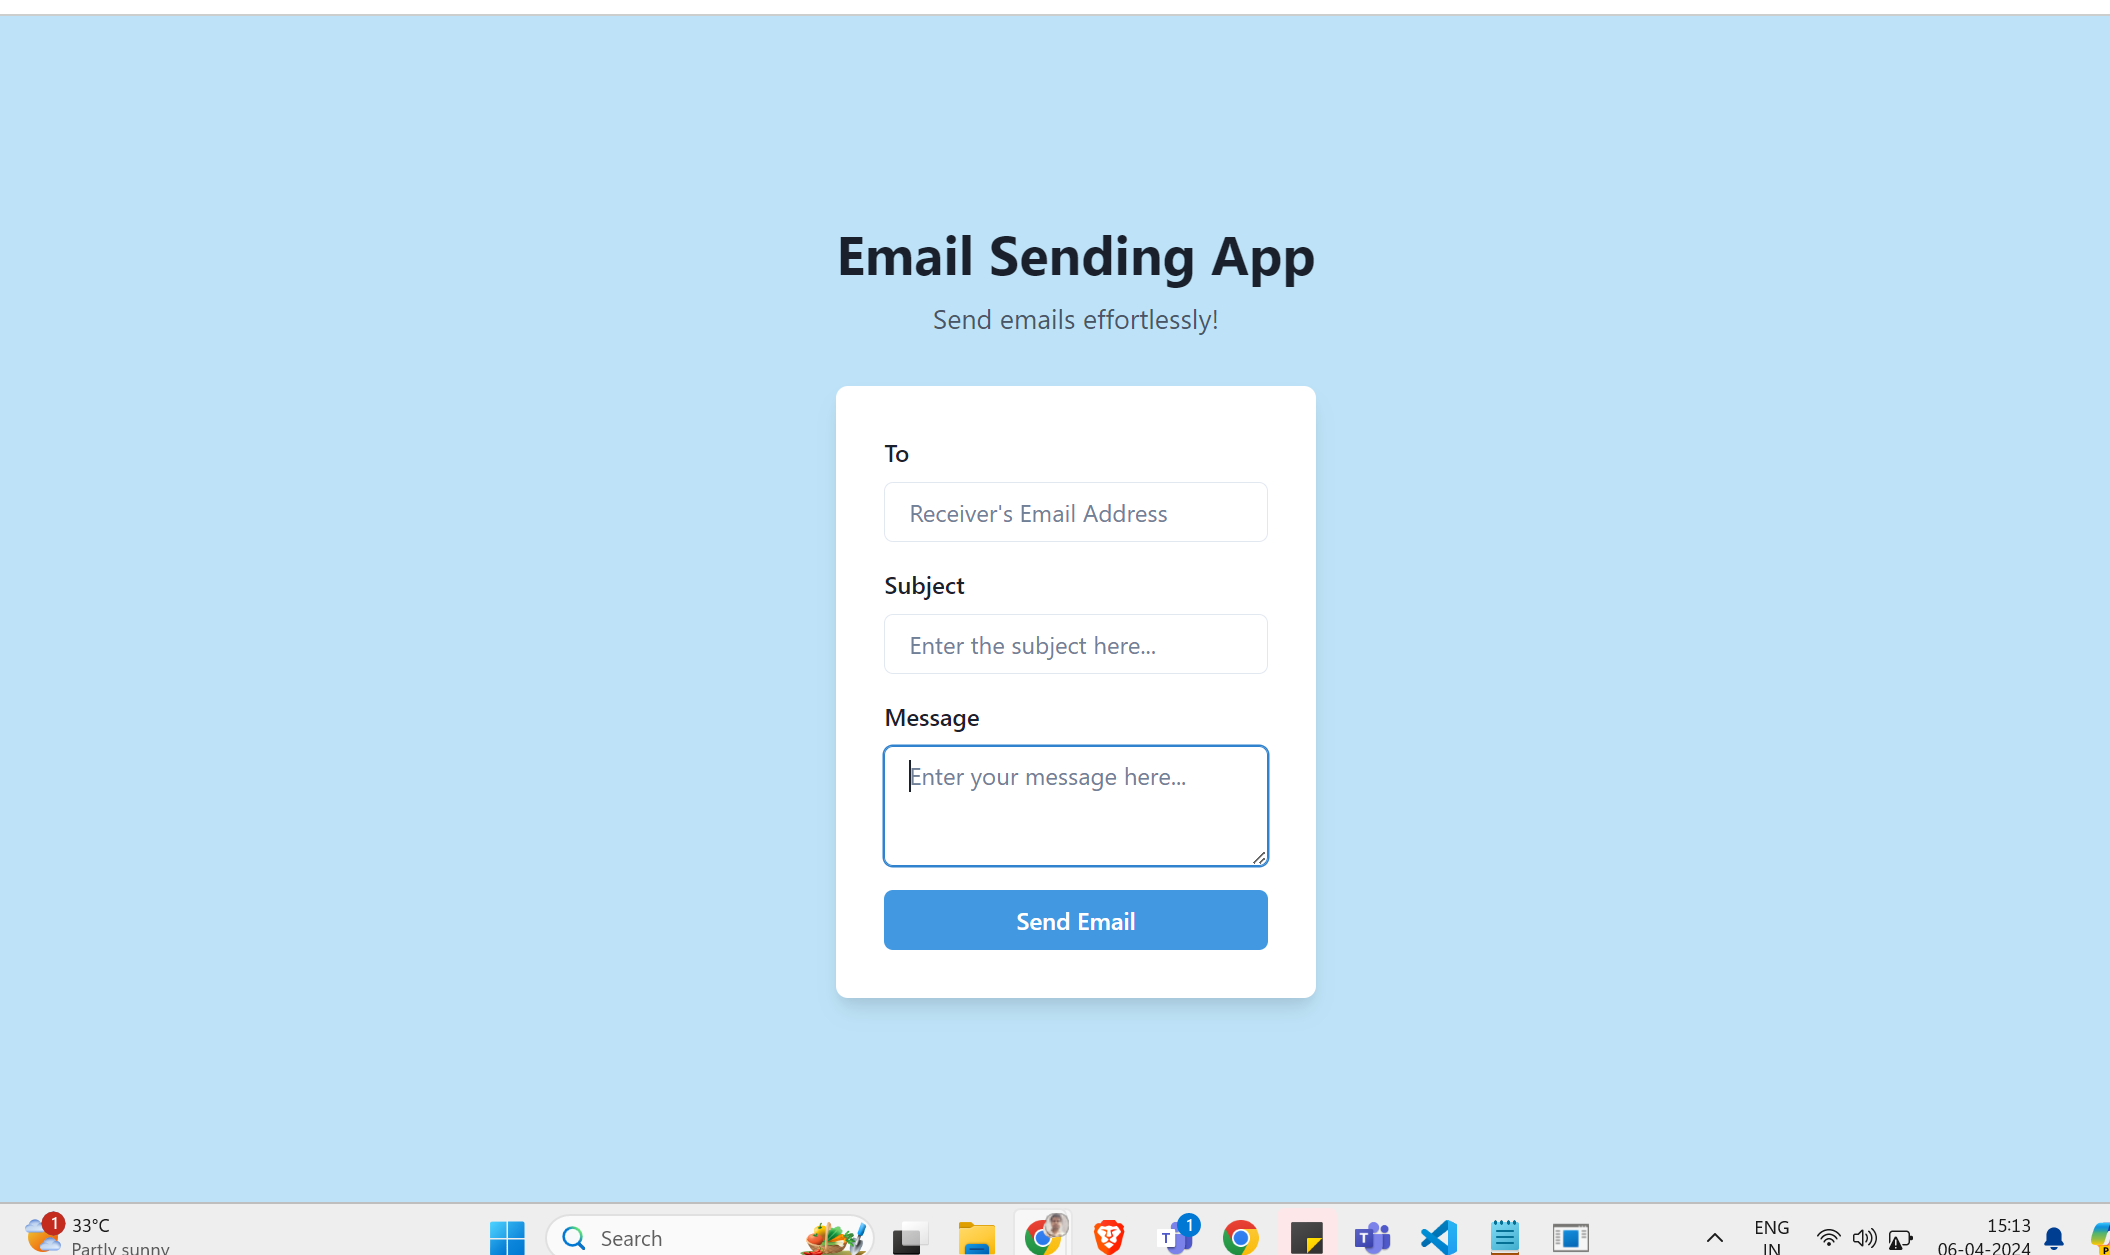 Email Sending App
Send emails effortlessly!
To
Receiver's Email Address
Subject
Enter the subject here...
Message
Enter your message here...
Send Email
1
33°C
Partly sunny
Search
T
1
T
ENG
IN
15:13
06-04-2024